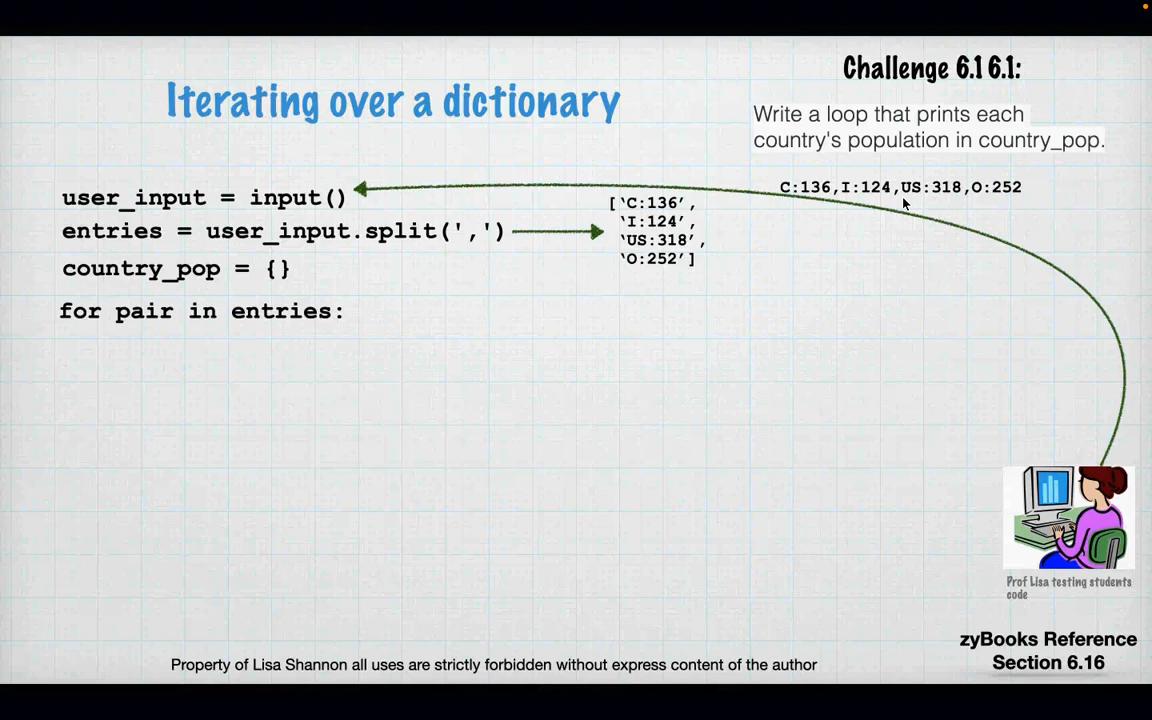 Challenge 6.1 6.1:
Iterating over a dictionary
Write a loop that prints each
country's population in country_pop.
C:136,I:124,US:318,O:252
user_input = input()
entries = user_input.split(',')
country_pop = {}
for pair in entries:
[‵C:136′,
‵I:124′,
‵US:318′,
‵O:252′]
Prof Lisa testing students
code
zyBooks Reference
Section 6.16
Property of Lisa Shannon all uses are strictly forbidden without express content of the author